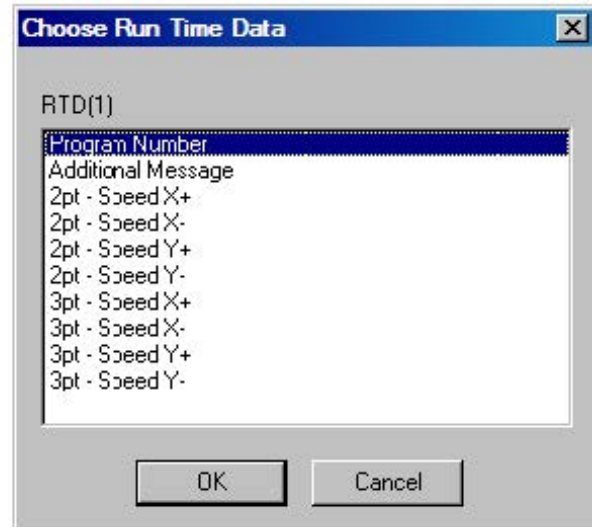 Choose Run Time Data
RTD(1)
Program Number
Additional Message
2pt - Speed X+
2pt - Speed X-
2pt - Speed Y+
2pt - Speed Y-
3pt - Speed X+
3pt - Speed X-
3pt - Speed Y+
3pt - Speed Y-
OK
Cancel